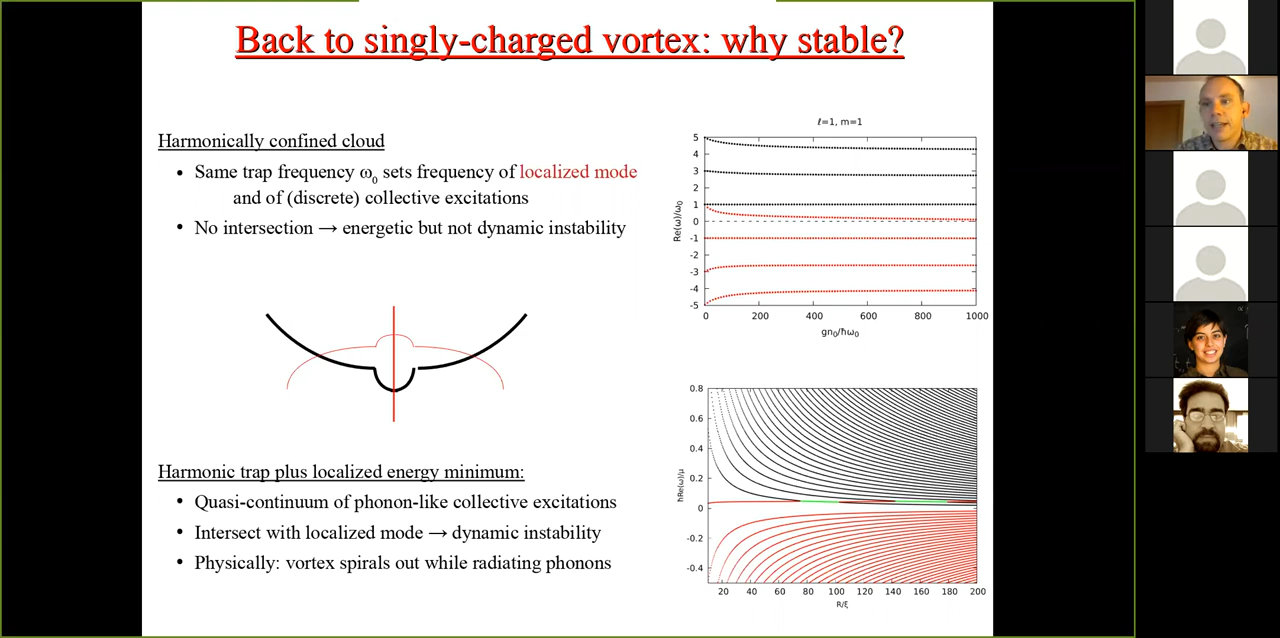 Back to singly-charged vortex: why stable?
Harmonically confined cloud
• Same trap frequency ω0 sets frequency of localized mode
and of (discrete) collective excitations
• No intersection → energetic but not dynamic instability
Harmonic trap plus localized energy minimum:
• Quasi-continuum of phonon-like collective excitations
• Intersect with localized mode → dynamic instability
• Physically: vortex spirals out while radiating phonons
ℓ=1, m=1
Re(ω)/ω0
5
4
3
2
1
0
-1
-2
-3
-4
-5
0 200 400 600 800 1000
gn0/ħω0
ħRe(ω)/μ
0.8
0.6
0.4
0.2
0
-0.2
-0.4
20 40 60 80 100 120 140 160 180 200
R/ξ